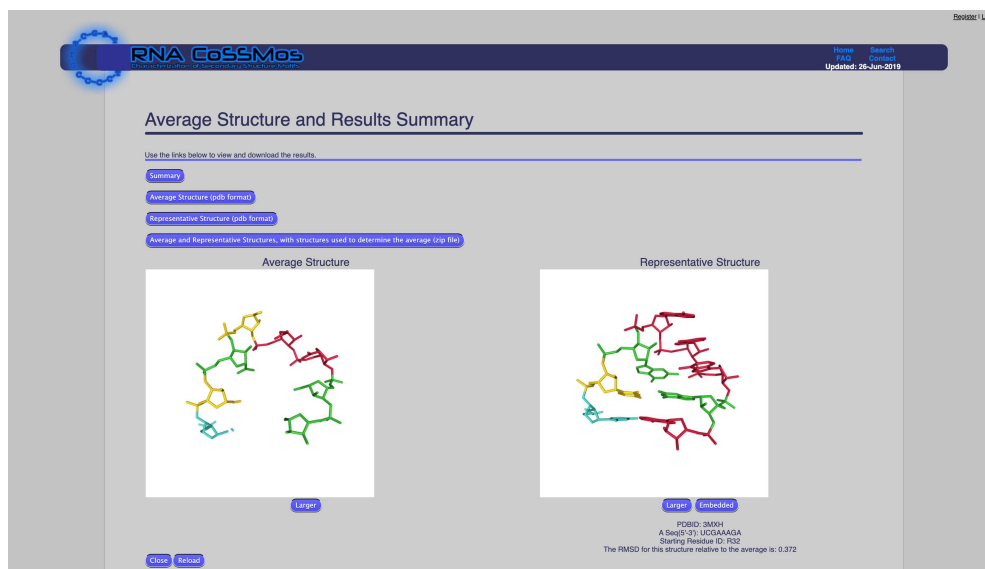 Register |
RNA CoSSMos
Characterization of Secondary Structure Motifs
Home Search
FAQ Contact
Updated: 26-Jun-2019
Average Structure and Results Summary
Use the links below to view and download the results.
Summary
Average Structure (pdb format)
Representative Structure (pdb format)
Average and Representative Structures, with structures used to determine the average (zip file)
Average Structure
Representative Structure
Larger
Larger Embedded
PDBID: 3MXH
A Seq(5'-3'): UCGAAAGA
Starting Residue ID: R32
The RMSD for this structure relative to the average is: 0.372
Close Reload